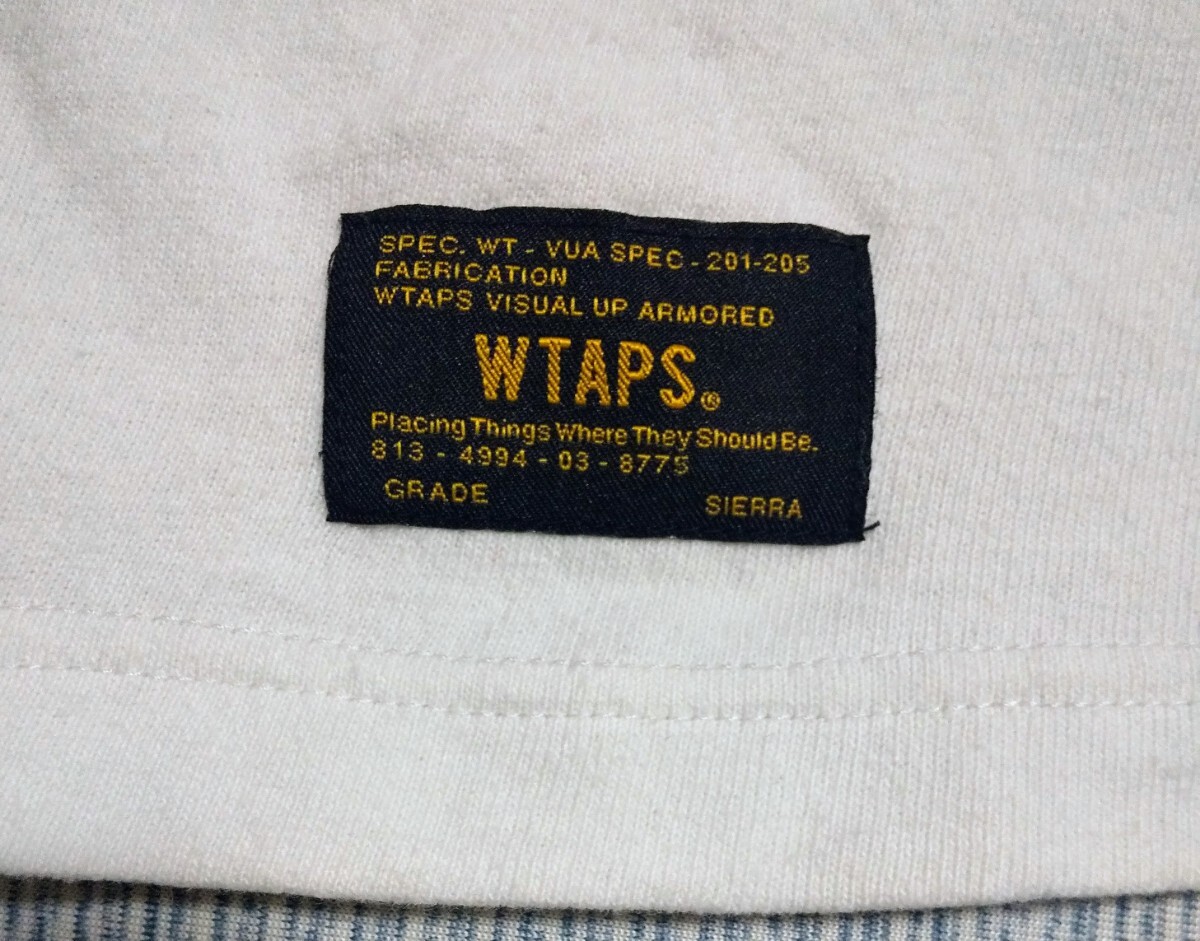 SPEC. WT - VUA SPEC - 201-205
FABRICATION
WTAPS VISUAL UP ARMORED
WTAPS®
Placing Things Where They Should Be.
813 - 4994 - 03 - 8775
GRADE SIERRA